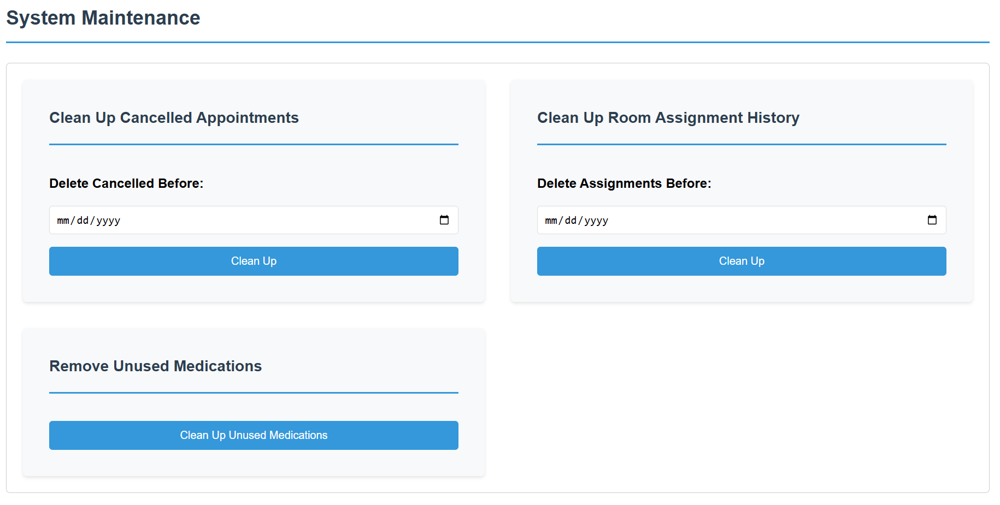 System Maintenance
Clean Up Cancelled Appointments
Delete Cancelled Before:
mm/dd/yyyy
Clean Up
Clean Up Room Assignment History
Delete Assignments Before:
mm/dd/yyyy
Clean Up
Remove Unused Medications
Clean Up Unused Medications